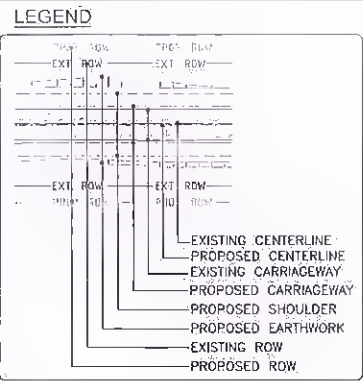 LEGEND
EXT ROW EXT ROW
EXT ROW EXT ROW
EXISTING CENTERLINE
PROPOSED CENTERLINE
EXISTING CARRIAGEWAY
PROPOSED CARRIAGEWAY
PROPOSED SHOULDER
PROPOSED EARTHWORK
EXISTING ROW
PROPOSED ROW